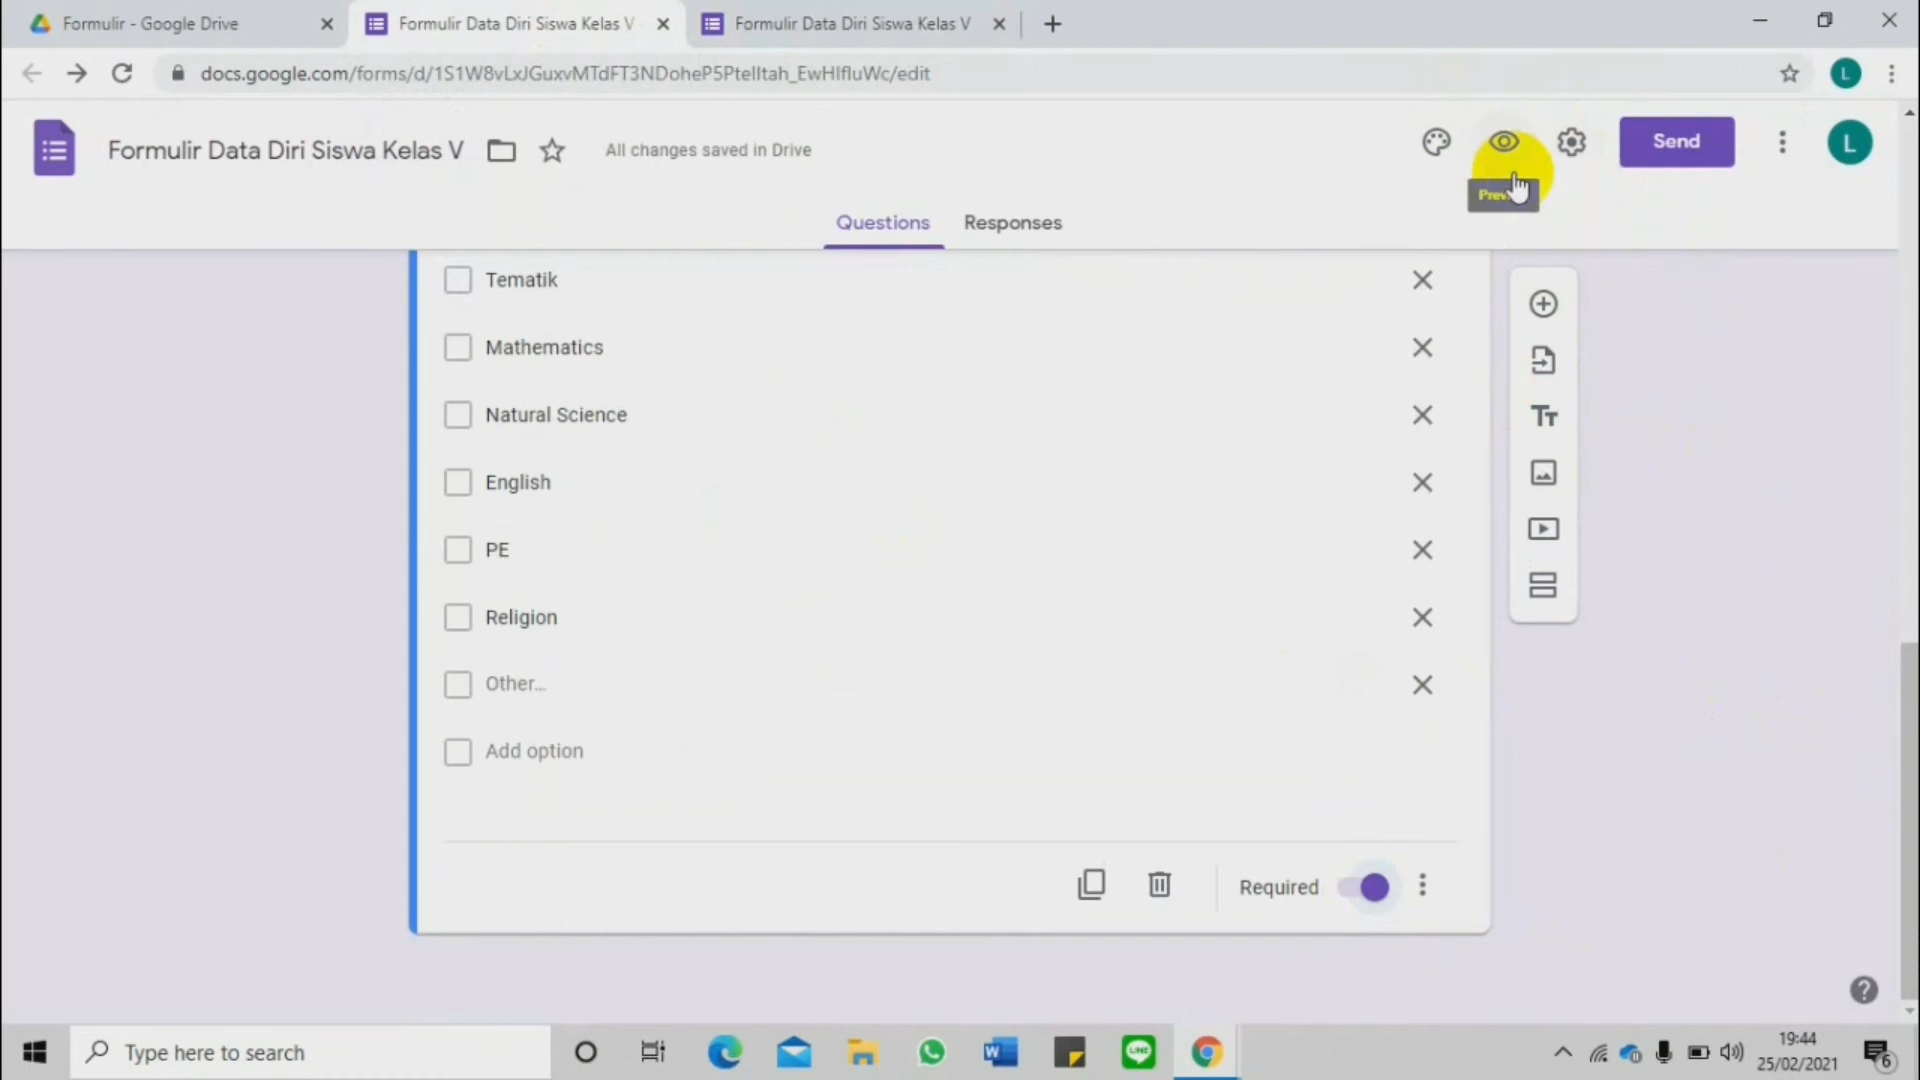 Formulir - Google Drive
Formulir Data Diri Siswa Kelas V
Formulir Data Diri Siswa Kelas V
docs.google.com/forms/d/1S1W8vLxJGuxvMTdFT3NDoheP5PtelItah_EwHIfluWc/edit
L
Formulir Data Diri Siswa Kelas V
All changes saved in Drive
Send
L
Questions
Responses
Tematik
Mathematics
Natural Science
English
PE
Religion
Other...
Add option
Required
Type here to search
19:44
25/02/2021
6